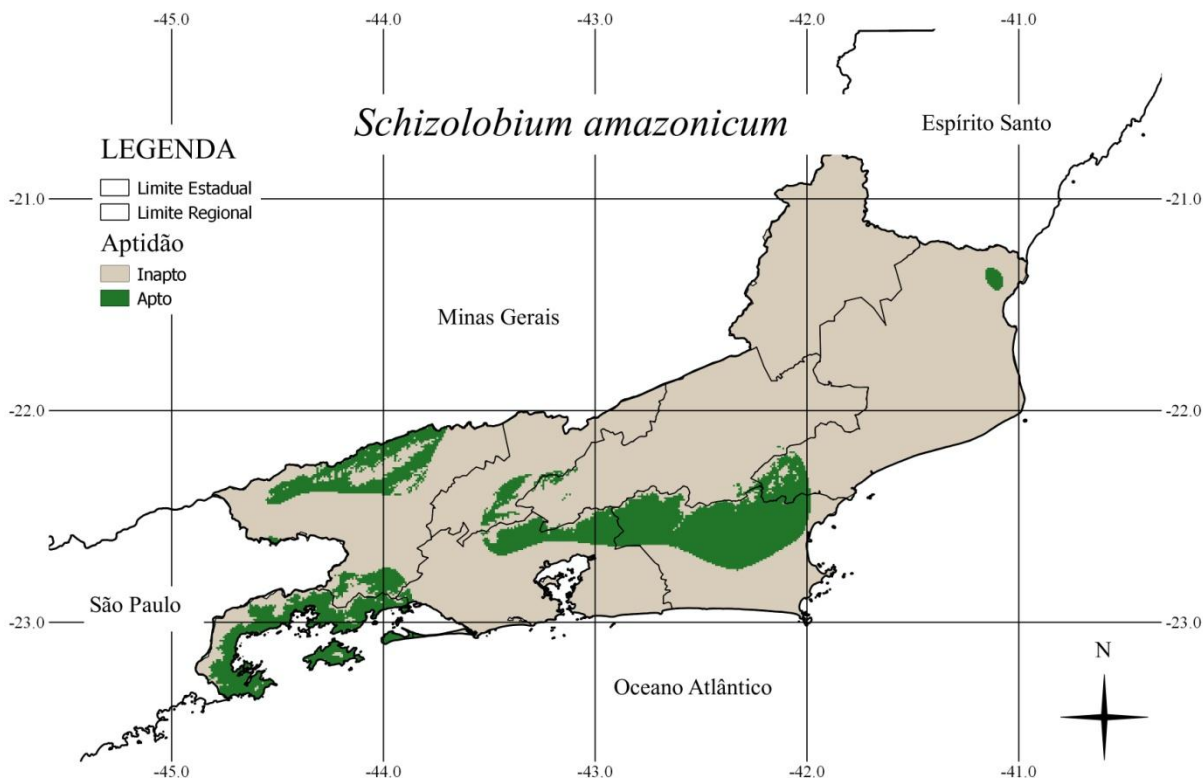 -45.0 -44.0 -43.0 -42.0 -41.0
Schizolobium amazonicum
Espírito Santo
LEGENDA
Limite Estadual
Limite Regional
Aptidão
Inapto
Apto
-21.0 -21.0
Minas Gerais
-22.0 -22.0
São Paulo
-23.0 -23.0
Oceano Atlântico
N
-45.0 -44.0 -43.0 -42.0 -41.0